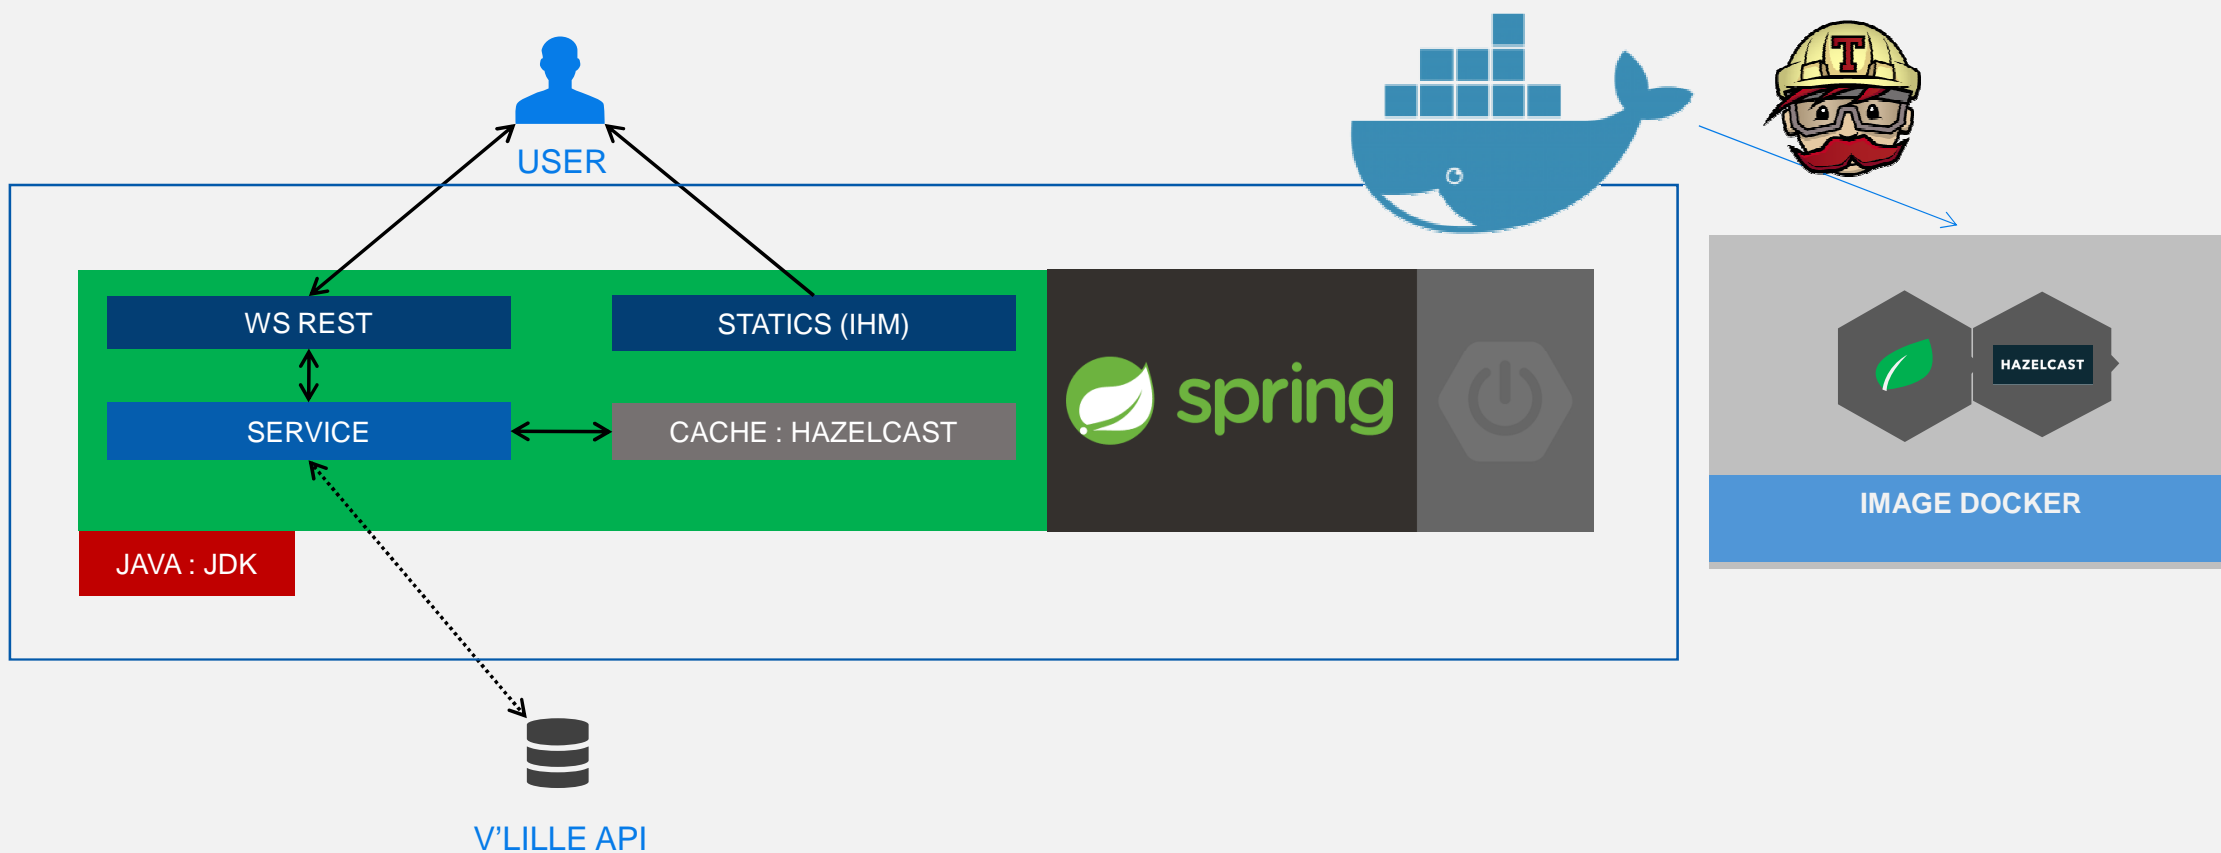 USER
T
WS REST
STATICS (IHM)
SERVICE
CACHE : HAZELCAST
spring
HAZELCAST
IMAGE DOCKER
JAVA : JDK
V’LILLE API